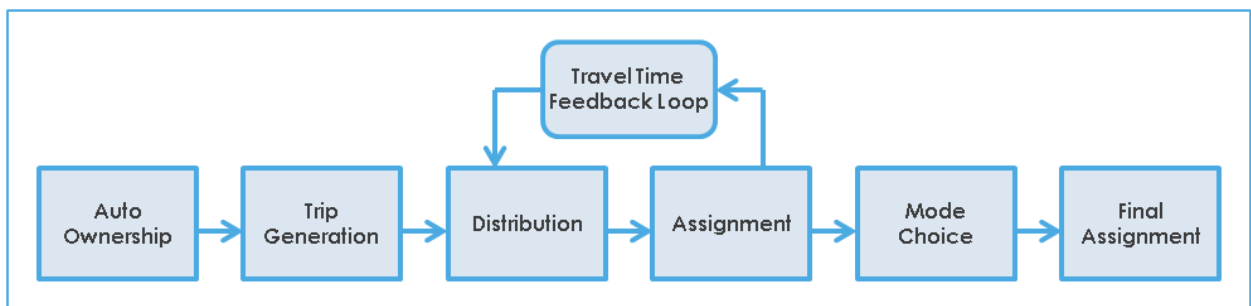 Travel Time
Feedback Loop
Auto
Ownership
Trip
Generation
Distribution
Assignment
Mode
Choice
Final
Assignment